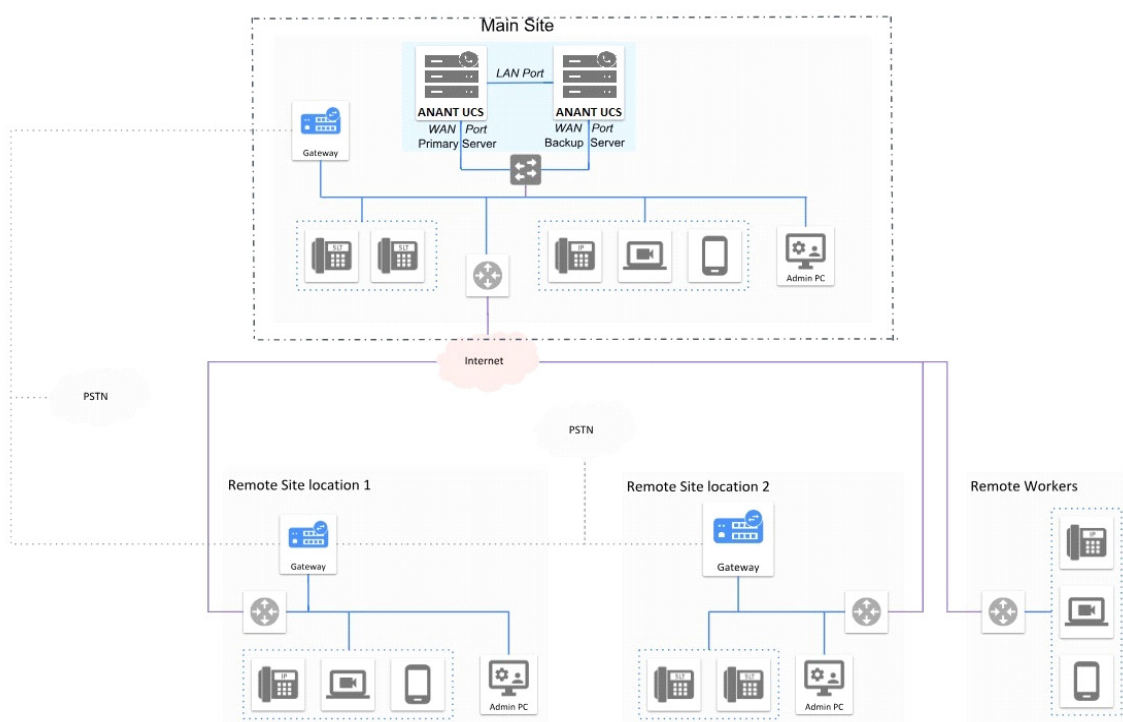 Main Site
LAN Port
ANANT UCS
ANANT UCS
WAN Port
WAN Port
Primary Server
Backup Server
Gateway
SLT
SLT
IP
Admin PC
Internet
PSTN
PSTN
Remote Site location 1
Remote Site location 2
Remote Workers
IP
Gateway
Gateway
IP
SLT
SLT
Admin PC
Admin PC